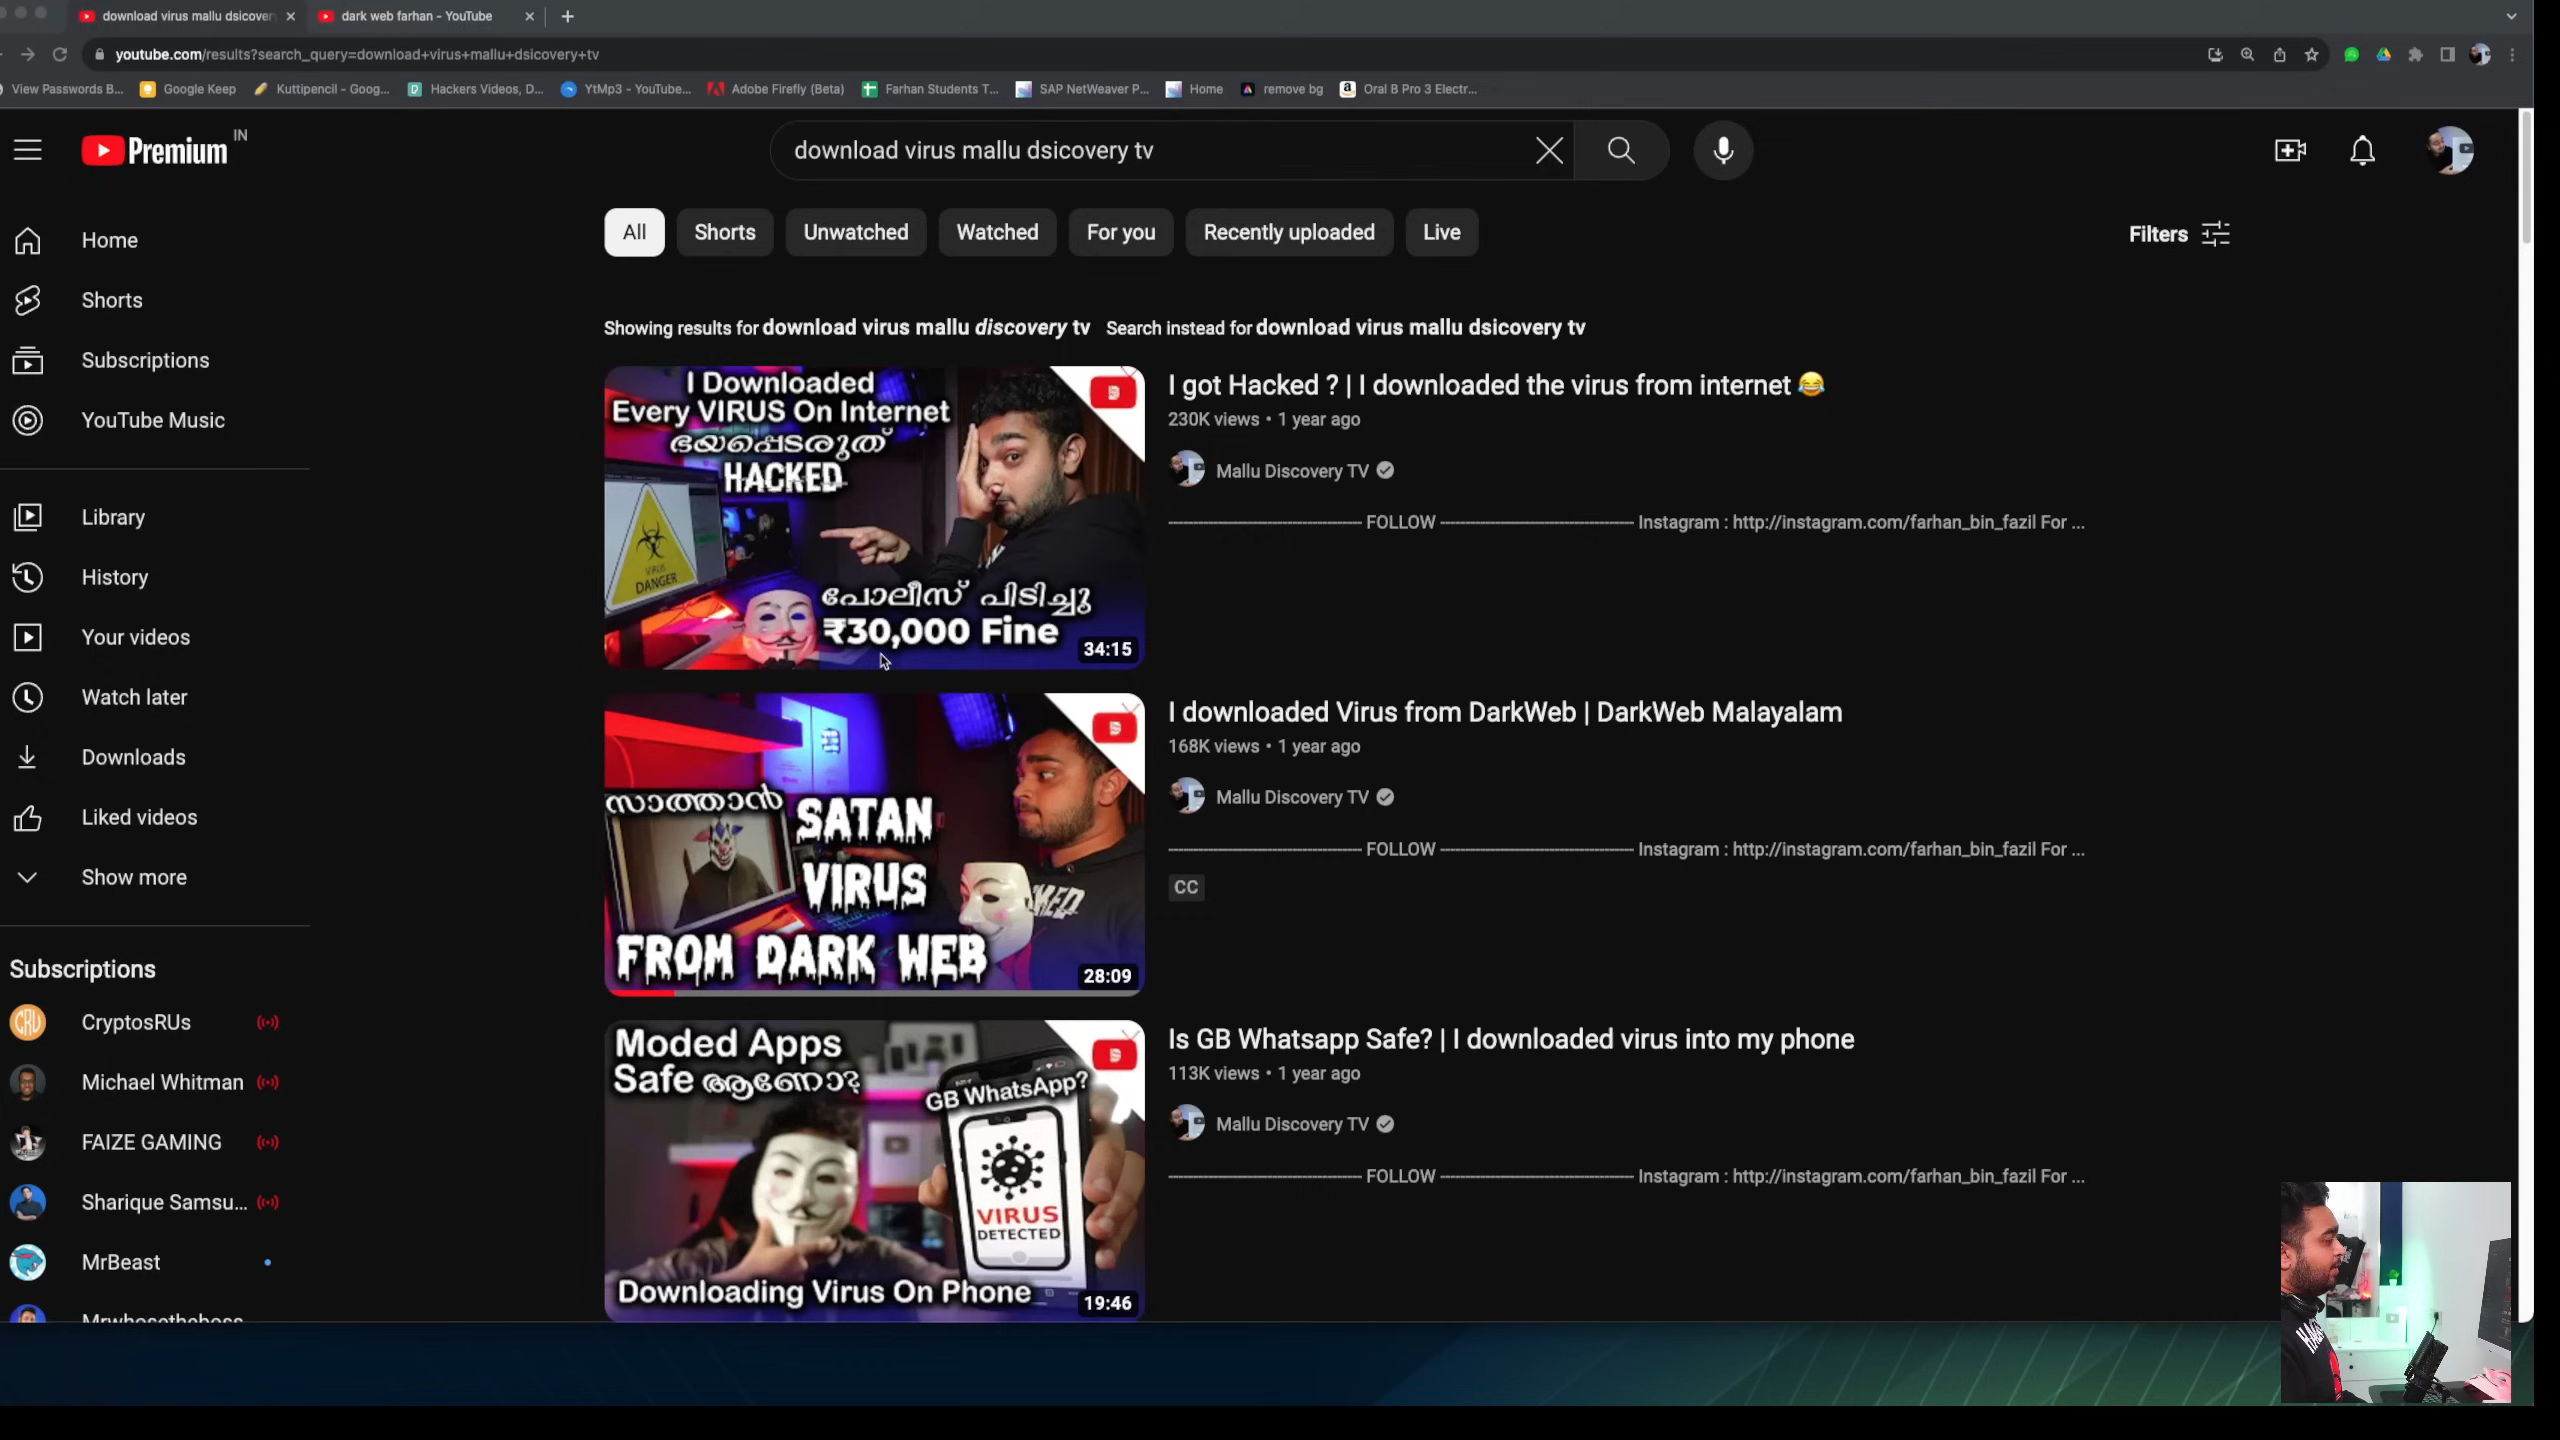 download virus mallu dsicover
dark web farhan - YouTube
youtube.com/results?search_query=download+virus+mallu+dsicovery+tv
View Passwords B...
Google Keep
Kuttipencil - Goog...
Hackers Videos, D...
YtMp3 - YouTube...
Adobe Firefly (Beta)
Farhan Students T...
SAP NetWeaver P...
Home
remove bg
Oral B Pro 3 Electr...
Premium IN
download virus mallu dsicovery tv
All
Shorts
Unwatched
Watched
For you
Recently uploaded
Live
Filters
Home
Shorts
Subscriptions
YouTube Music
Library
History
Your videos
Watch later
Downloads
Liked videos
Show more
Subscriptions
CryptosRUs
Michael Whitman
FAIZE GAMING
Sharique Samsu...
MrBeast
Mrwhosetheboss
Showing results for download virus mallu discovery tv Search instead for download virus mallu dsicovery tv
I Downloaded
Every VIRUS On Internet
ഭയപ്പെടരുത്
HACKED
VIRUS
DANGER
പോലീസ് പിടിച്ചു
₹30,000 Fine
34:15
I got Hacked ? | I downloaded the virus from internet 😂
230K views • 1 year ago
Mallu Discovery TV
----------------------------------- FOLLOW ----------------------------------- Instagram : http://instagram.com/farhan_bin_fazil For ...
സാത്താൻ
SATAN
VIRUS
FROM DARK WEB
28:09
I downloaded Virus from DarkWeb | DarkWeb Malayalam
168K views • 1 year ago
Mallu Discovery TV
----------------------------------- FOLLOW ----------------------------------- Instagram : http://instagram.com/farhan_bin_fazil For ...
CC
Moded Apps
Safe ആണോ?
GB WhatsApp?
VIRUS
DETECTED
Downloading Virus On Phone
19:46
Is GB Whatsapp Safe? | I downloaded virus into my phone
113K views • 1 year ago
Mallu Discovery TV
----------------------------------- FOLLOW ----------------------------------- Instagram : http://instagram.com/farhan_bin_fazil For ...